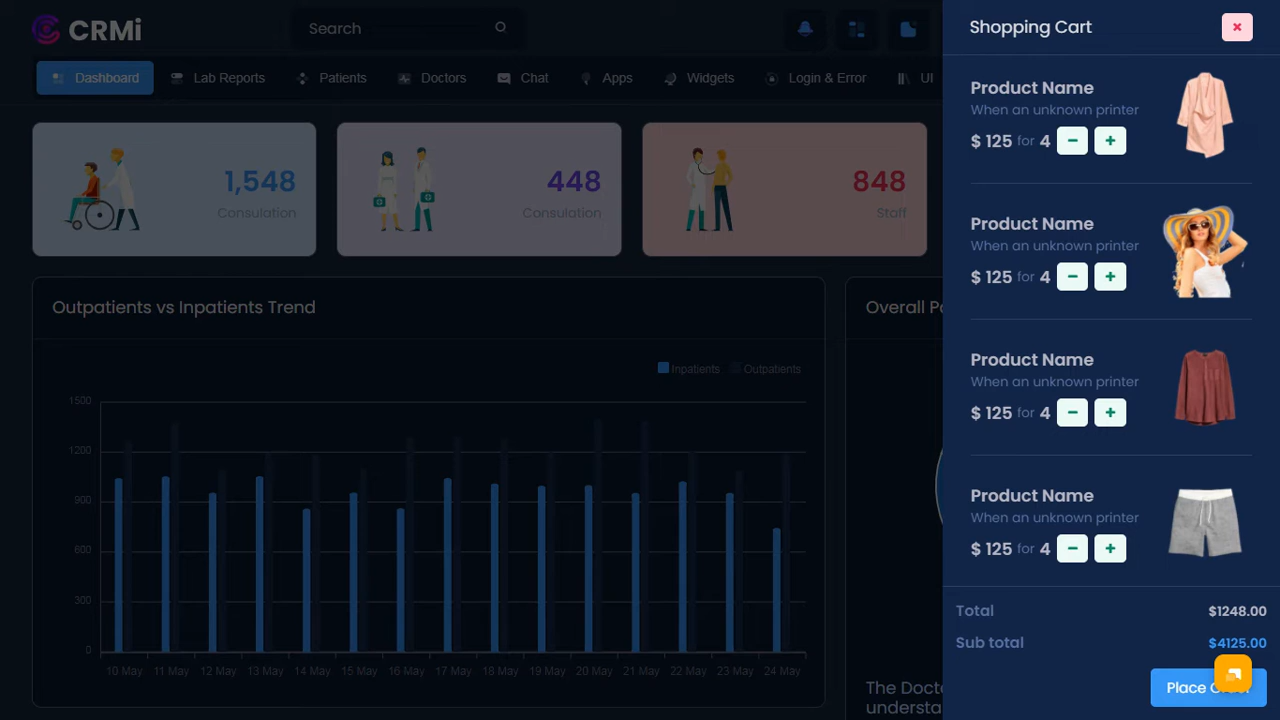 CRMi
Search
Dashboard
Lab Reports
Patients
Doctors
Chat
Apps
Widgets
Login & Error
UI
1,548
Consulation
448
Consulation
848
Staff
Outpatients vs Inpatients Trend
Inpatients
Outpatients
1500
1200
900
600
300
0
10 May
11 May
12 May
13 May
14 May
15 May
16 May
17 May
18 May
19 May
20 May
21 May
22 May
23 May
24 May
Overall
The
understa
Shopping Cart
Product Name
When an unknown printer
$ 125 for 4 − +
Product Name
When an unknown printer
$ 125 for 4 − +
Product Name
When an unknown printer
$ 125 for 4 − +
Product Name
When an unknown printer
$ 125 for 4 − +
Total
$1248.00
Sub total
$4125.00
Place